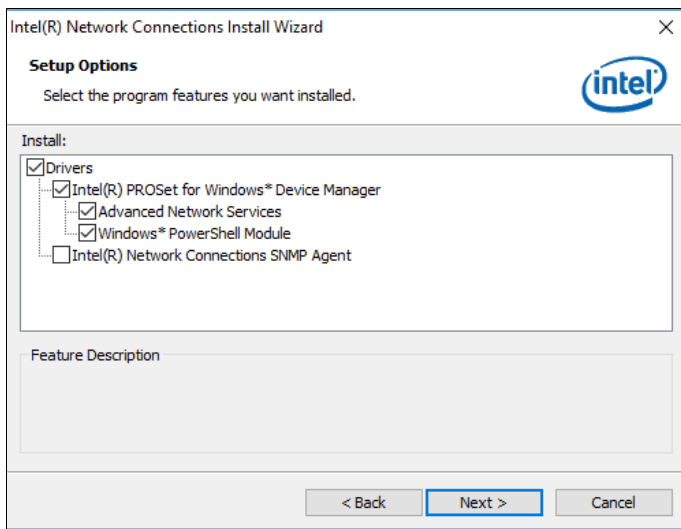 Intel(R) Network Connections Install Wizard
Setup Options
Select the program features you want installed.
intel
Install:
Drivers
Intel(R) PROSet for Windows* Device Manager
Advanced Network Services
Windows* PowerShell Module
Intel(R) Network Connections SNMP Agent
Feature Description
< Back
Next >
Cancel